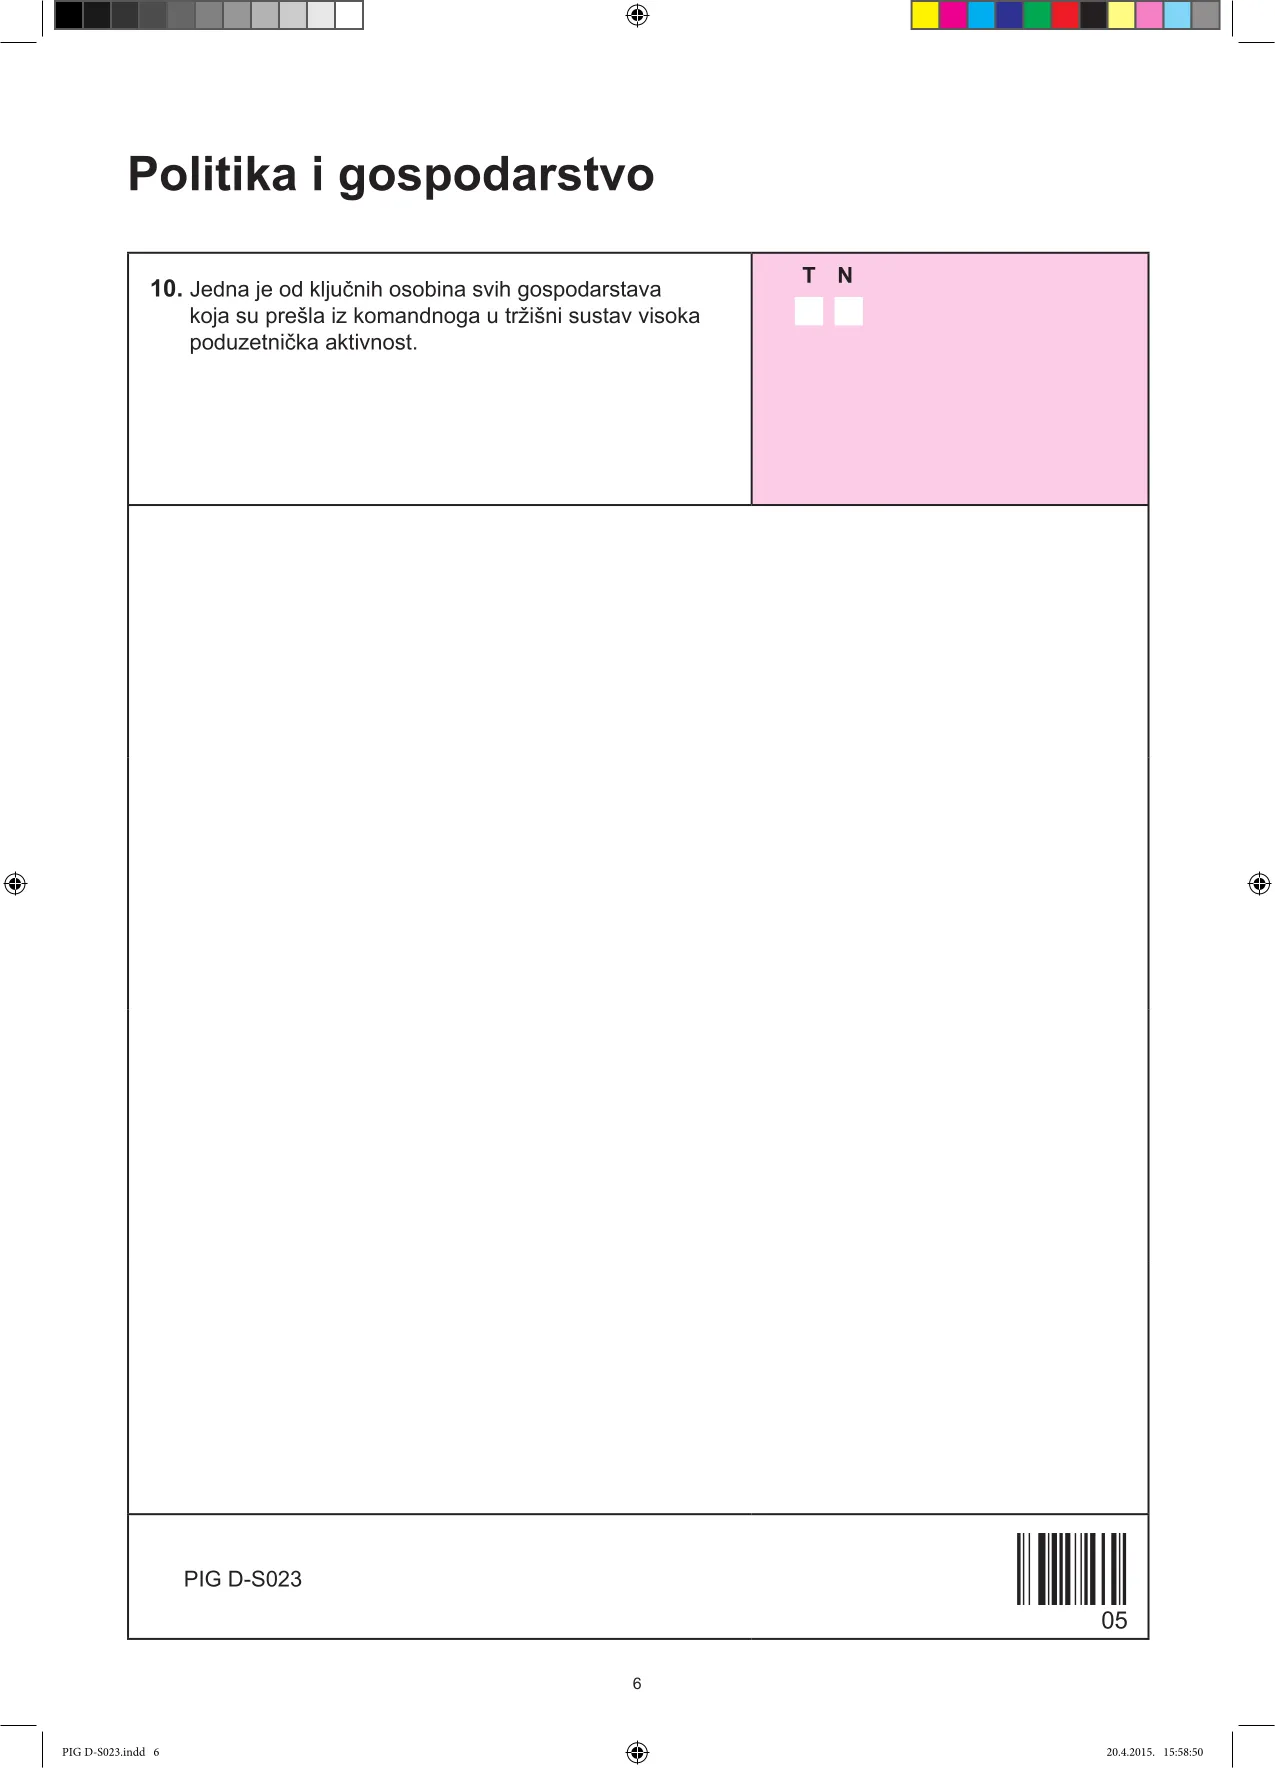 Politika i gospodarstvo
10. Jedna je od ključnih osobina svih gospodarstava
koja su prešla iz komandnoga u tržišni sustav visoka
poduzetnička aktivnost.
T N
PIG D-S023
05
6
PIG D-S023.indd 6
20.4.2015. 15:58:50